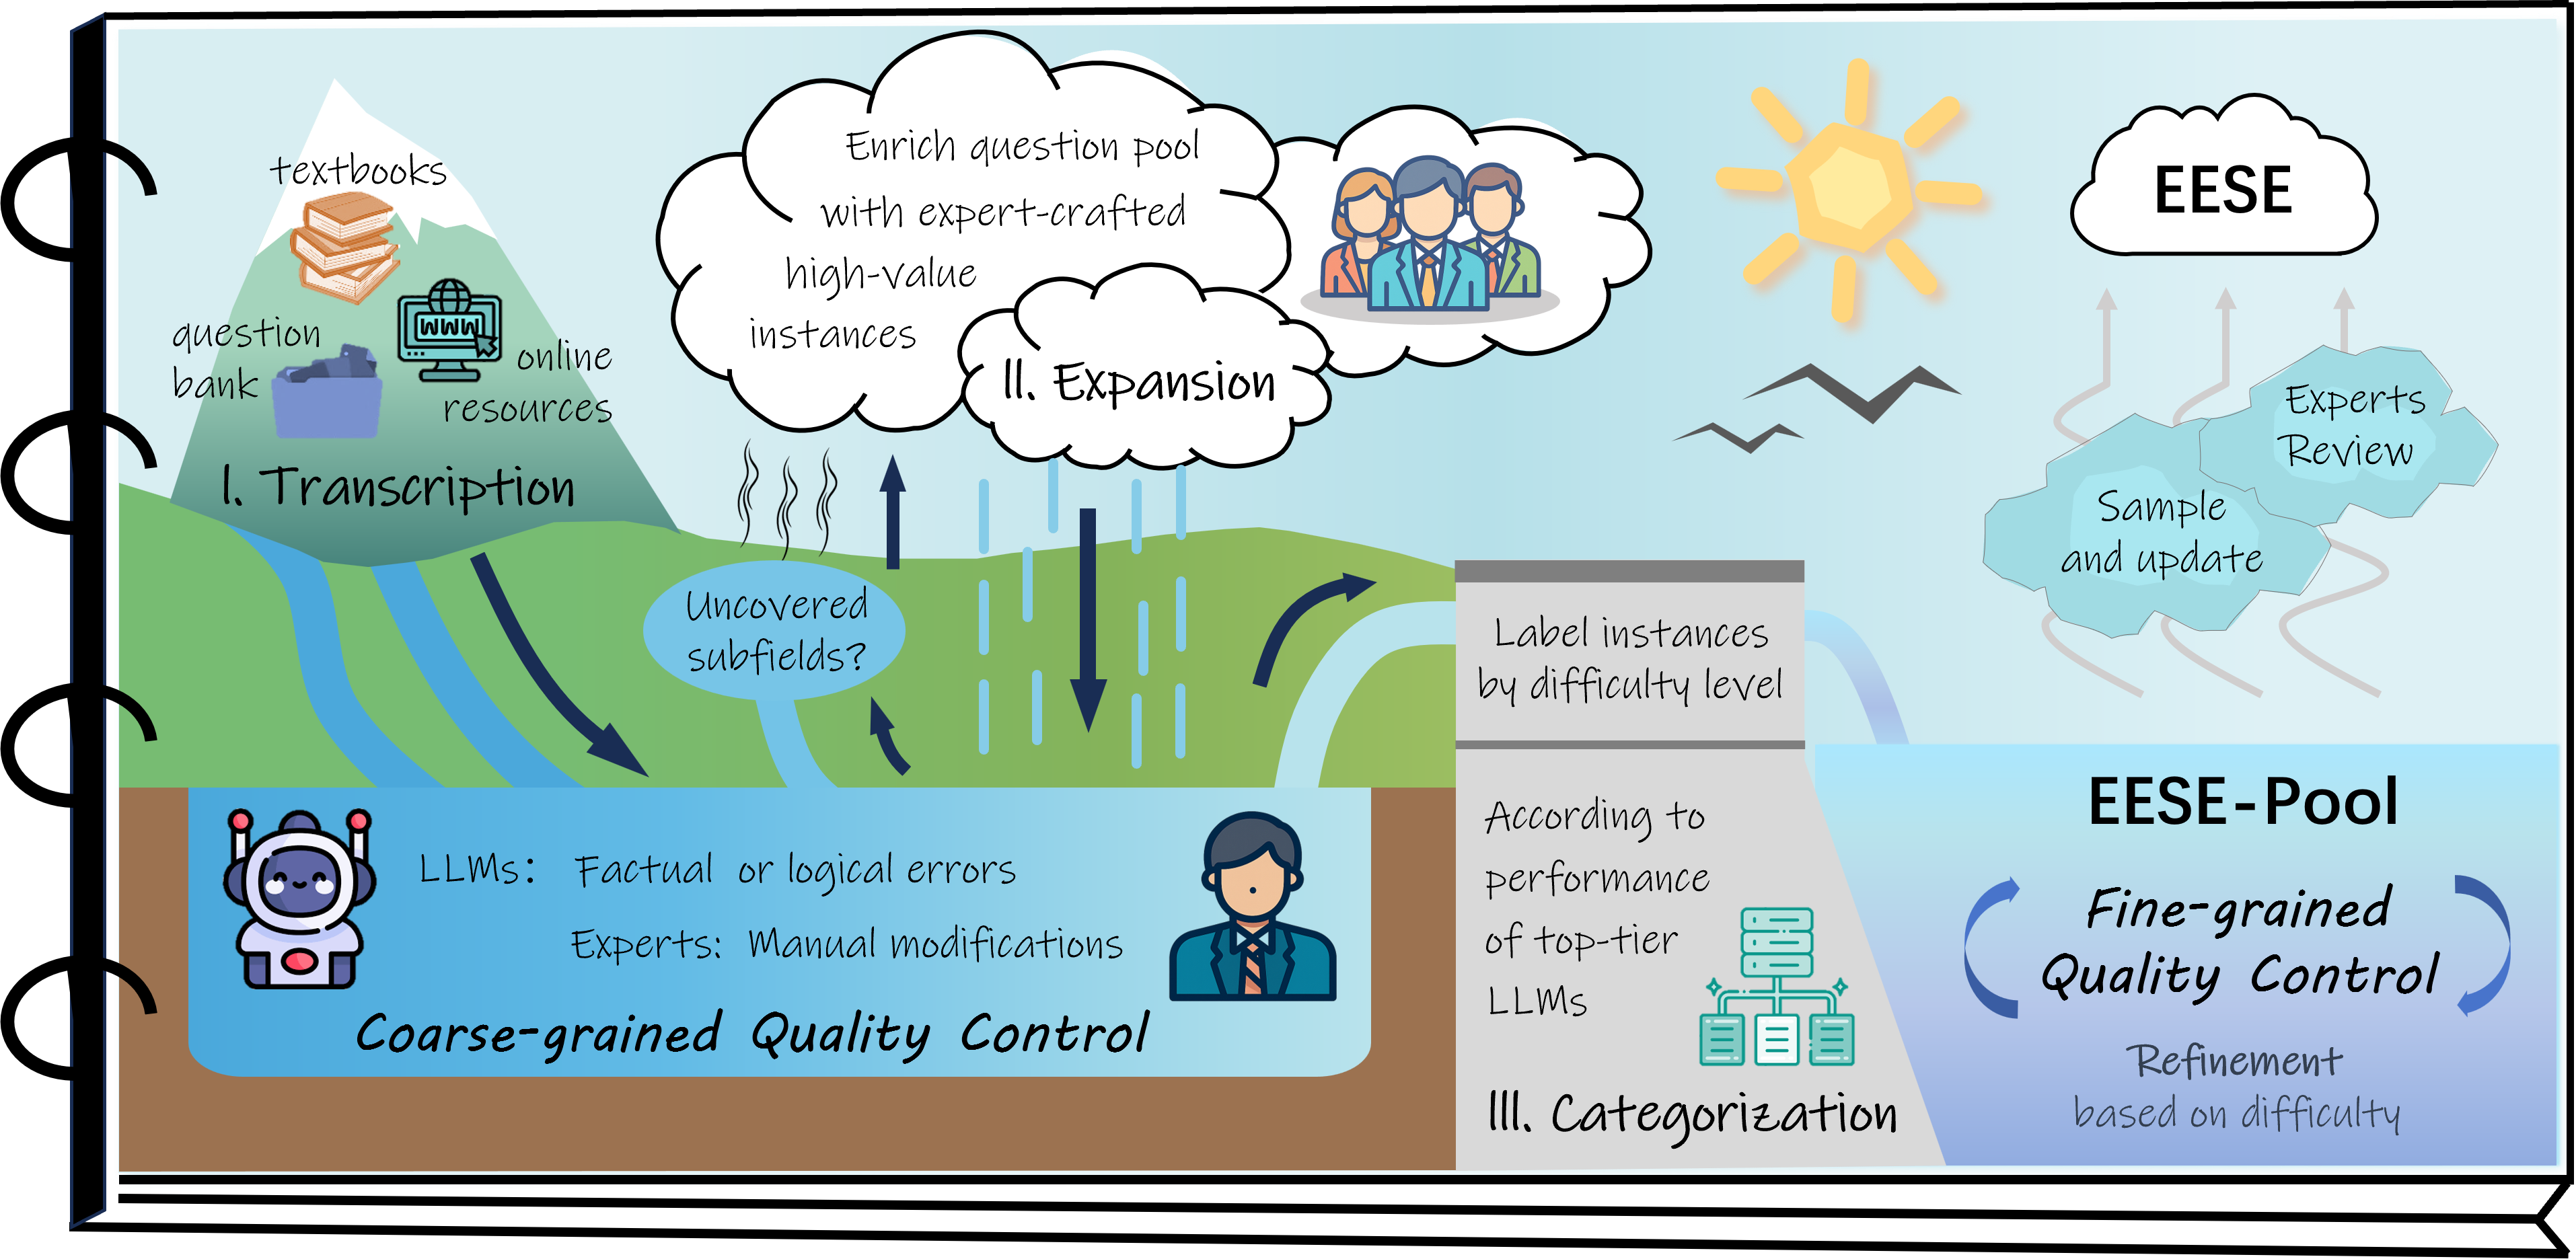 textbooks
question
bank
WWW
online
resources
I. Transcription
Enrich question pool
with expert-crafted
high-value
instances
II. Expansion
Uncovered
subfields?
LLMs: Factual or logical errors
Experts: Manual modifications
Coarse-grained Quality Control
Label instances
by difficulty level
According to
performance
of top-tier
LLMs
III. Categorization
EESE-Pool
Fine-grained
Quality Control
Refinement
based on difficulty
Sample
and update
Experts
Review
EESE